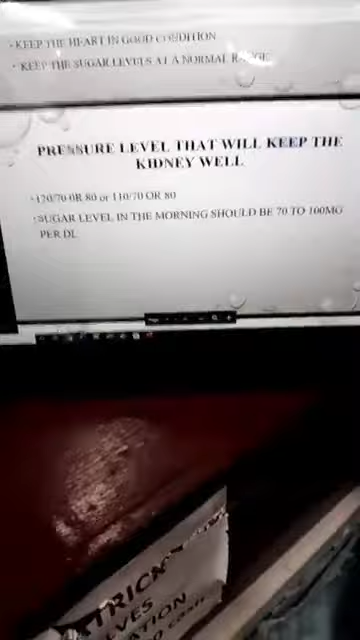 • KEEP THE HEART IN GOOD CONDITION
• KEEP THE SUGAR LEVELS AT A NORMAL RANGE
PRESSURE LEVEL THAT WILL KEEP THE
KIDNEY WELL
• 120/70 OR 80 or 110/70 OR 80
• SUGAR LEVEL IN THE MORNING SHOULD BE 70 TO 100MG
PER DL